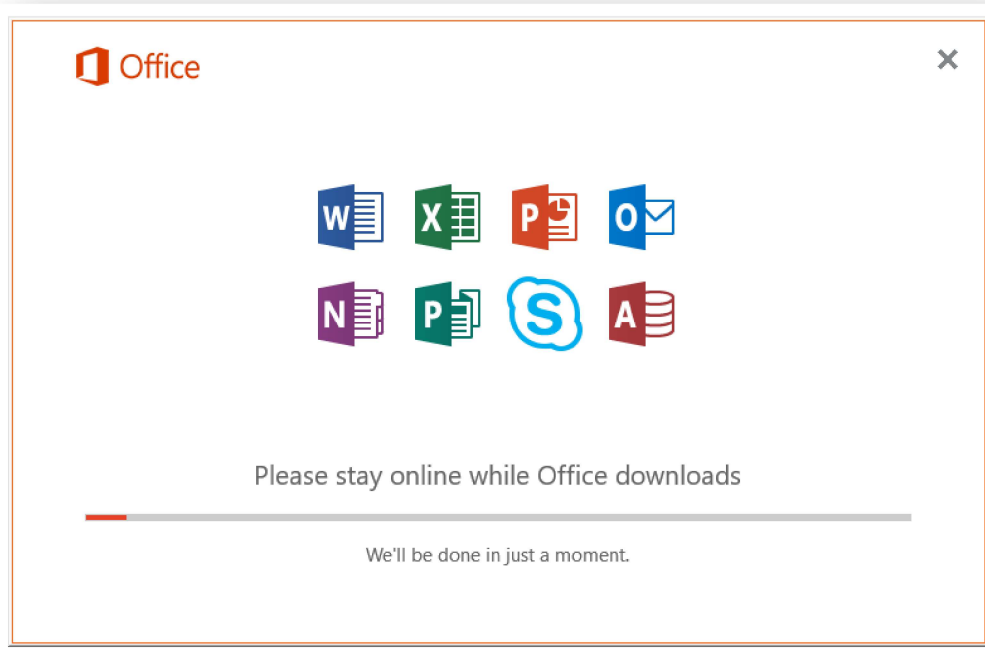 Office
W X P O
N P S A
Please stay online while Office downloads
We'll be done in just a moment.